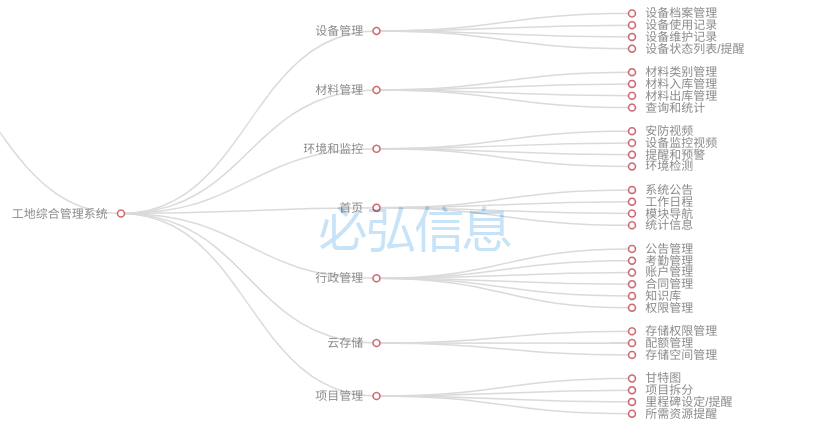 工地综合管理系统
设备管理
设备档案管理
设备使用记录
设备维护记录
设备状态列表/提醒
材料管理
材料类别管理
材料入库管理
材料出库管理
查询和统计
环境和监控
安防视频
设备监控视频
提醒和预警
环境检测
首页
系统公告
工作日程
模块导航
统计信息
必弘信息
行政管理
公告管理
考勤管理
账户管理
合同管理
知识库
权限管理
云存储
存储权限管理
配额管理
存储空间管理
项目管理
甘特图
项目拆分
里程碑设定/提醒
所需资源提醒